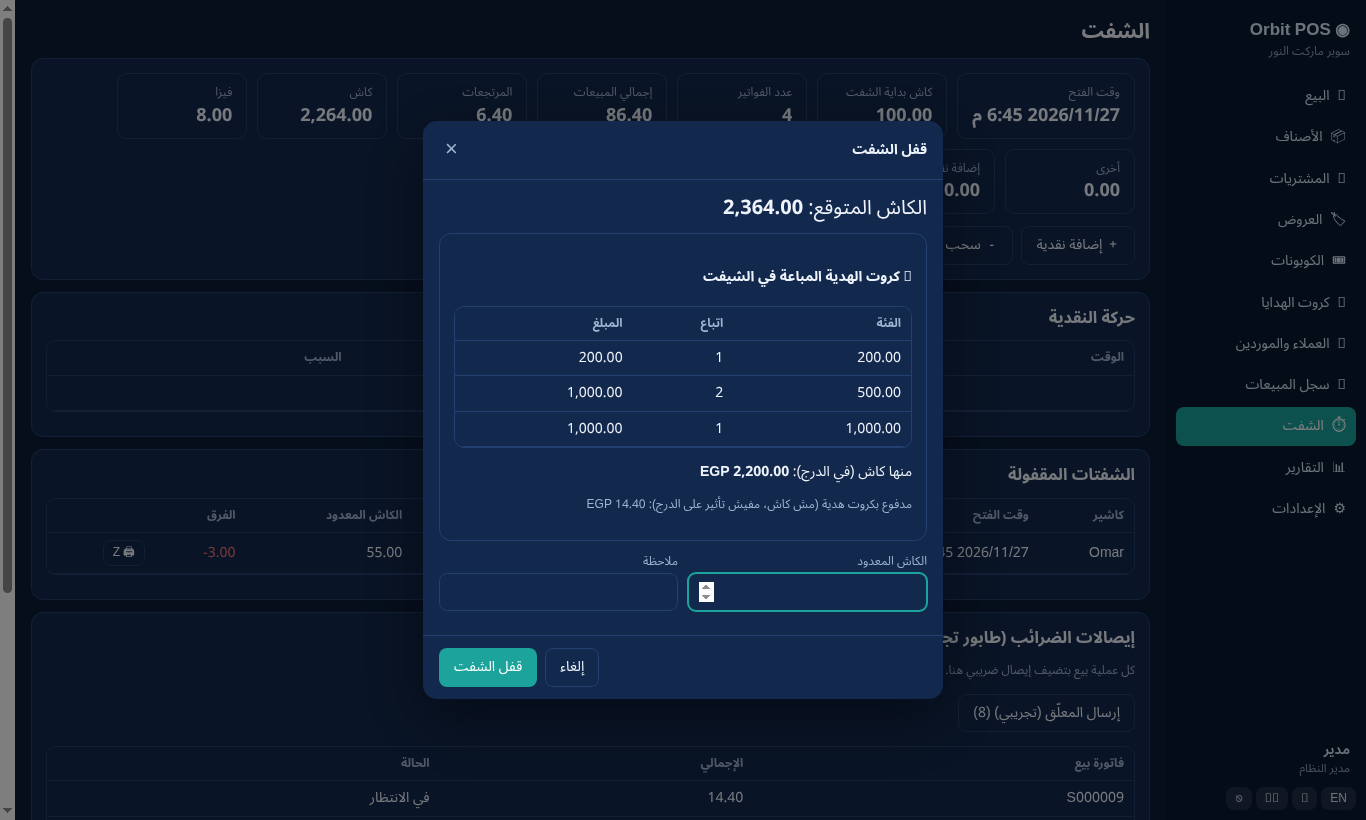 Orbit POS
سوبر ماركت النور
البيع
الأصناف
المشتريات
العروض
الكوبونات
كروت الهدايا
العملاء والموردين
سجل المبيعات
الشفت
التقارير
الإعدادات
مدير
مدير النظام
EN
الشفت
وقت الفتح
2026/11/27 6:45 م
كاش بداية الشفت
100.00
عدد الفواتير
4
إجمالي المبيعات
86.40
المرتجعات
6.40
كاش
2,264.00
فيزا
8.00
أخرى
0.00
إضافة
0.00
+ إضافة نقدية
- سحب
حركة النقدية
الوقت
السبب
الشفتات المقفولة
كاشير
وقت الفتح
الكاش المعدود
الفرق
Omar
2026/11/27
55.00
-3.00
Z
إيصالات الضرائب (طابور
كل عملية بيع بتضيف إيصال ضريبي هنا.
إرسال المعلّق (تجريبي) (8)
فاتورة بيع
الإجمالي
الحالة
S000009
14.40
في الانتظار
قفل الشفت
×
الكاش المتوقع: 2,364.00
كروت الهدية المباعة في الشيفت
الفئة
اتباع
المبلغ
200.00
1
200.00
500.00
2
1,000.00
1,000.00
1
1,000.00
منها كاش (في الدرج): EGP 2,200.00
مدفوع بكروت هدية (مش كاش، مفيش تأثير على الدرج): EGP 14.40
الكاش المعدود
ملاحظة
إلغاء
قفل الشفت